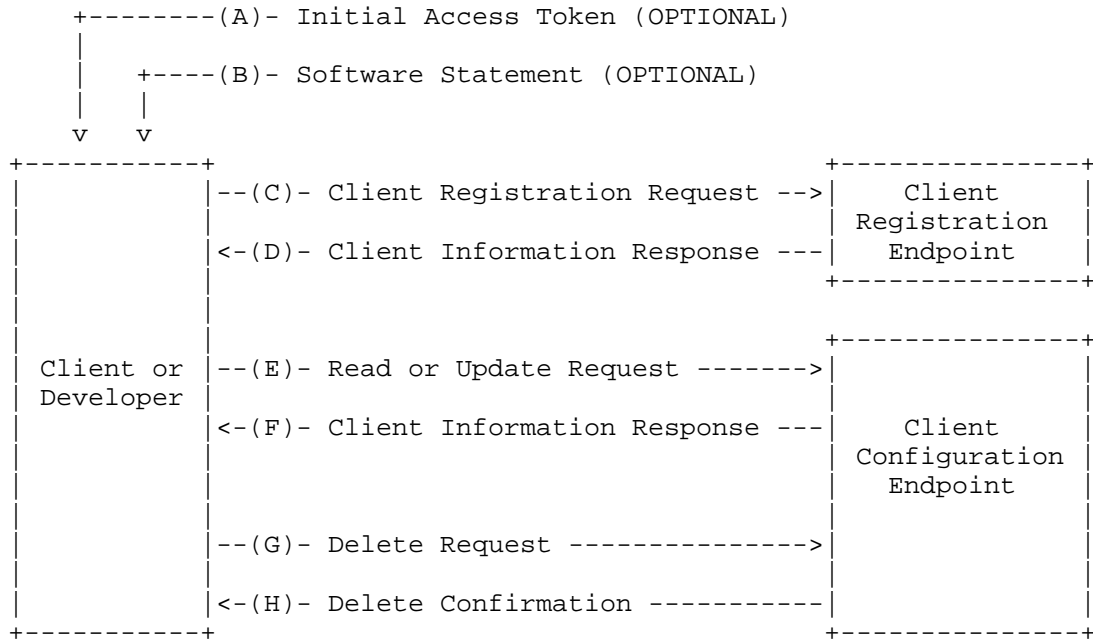 (A)- Initial Access Token (OPTIONAL)
(B)- Software Statement (OPTIONAL)
(C)- Client Registration Request
Client
Registration
Endpoint
(D)- Client Information Response
Client or
Developer
(E)- Read or Update Request
(F)- Client Information Response
Client
Configuration
Endpoint
(G)- Delete Request
(H)- Delete Confirmation